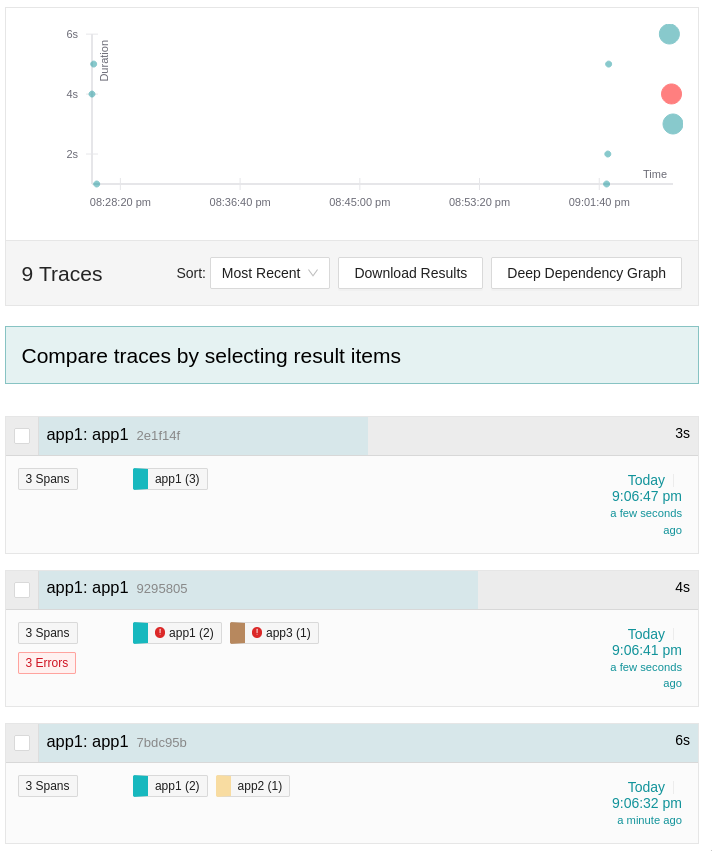 6s
Duration
4s
2s
Time
08:28:20 pm 08:36:40 pm 08:45:00 pm 08:53:20 pm 09:01:40 pm
9 Traces Sort: Most Recent Download Results Deep Dependency Graph
Compare traces by selecting result items
app1: app1 2e1f14f 3s
3 Spans app1 (3) Today
9:06:47 pm
a few seconds
ago
app1: app1 9295805 4s
3 Spans app1 (2) app3 (1) Today
9:06:41 pm
3 Errors a few seconds
ago
app1: app1 7bdc95b 6s
3 Spans app1 (2) app2 (1) Today
9:06:32 pm
a minute ago